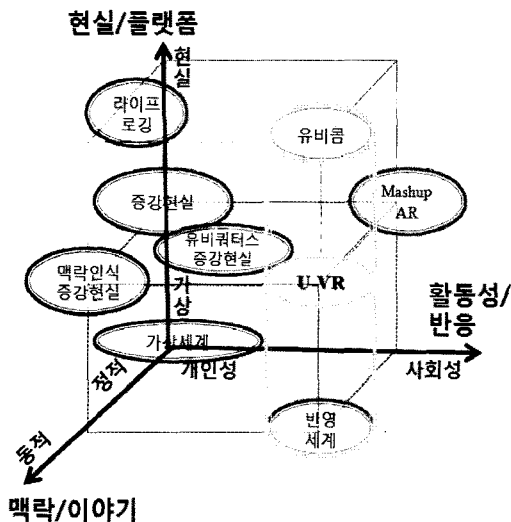 현실/플랫폼
현실
라이프
로깅
유비콤
증강현실
Mashup
AR
유비쿼터스
증강현실
맥락인식
증강현실
가상
U-VR
활동성/
반응
가상세계
정적
개인성
사회성
반영
세계
동적
맥락/이야기